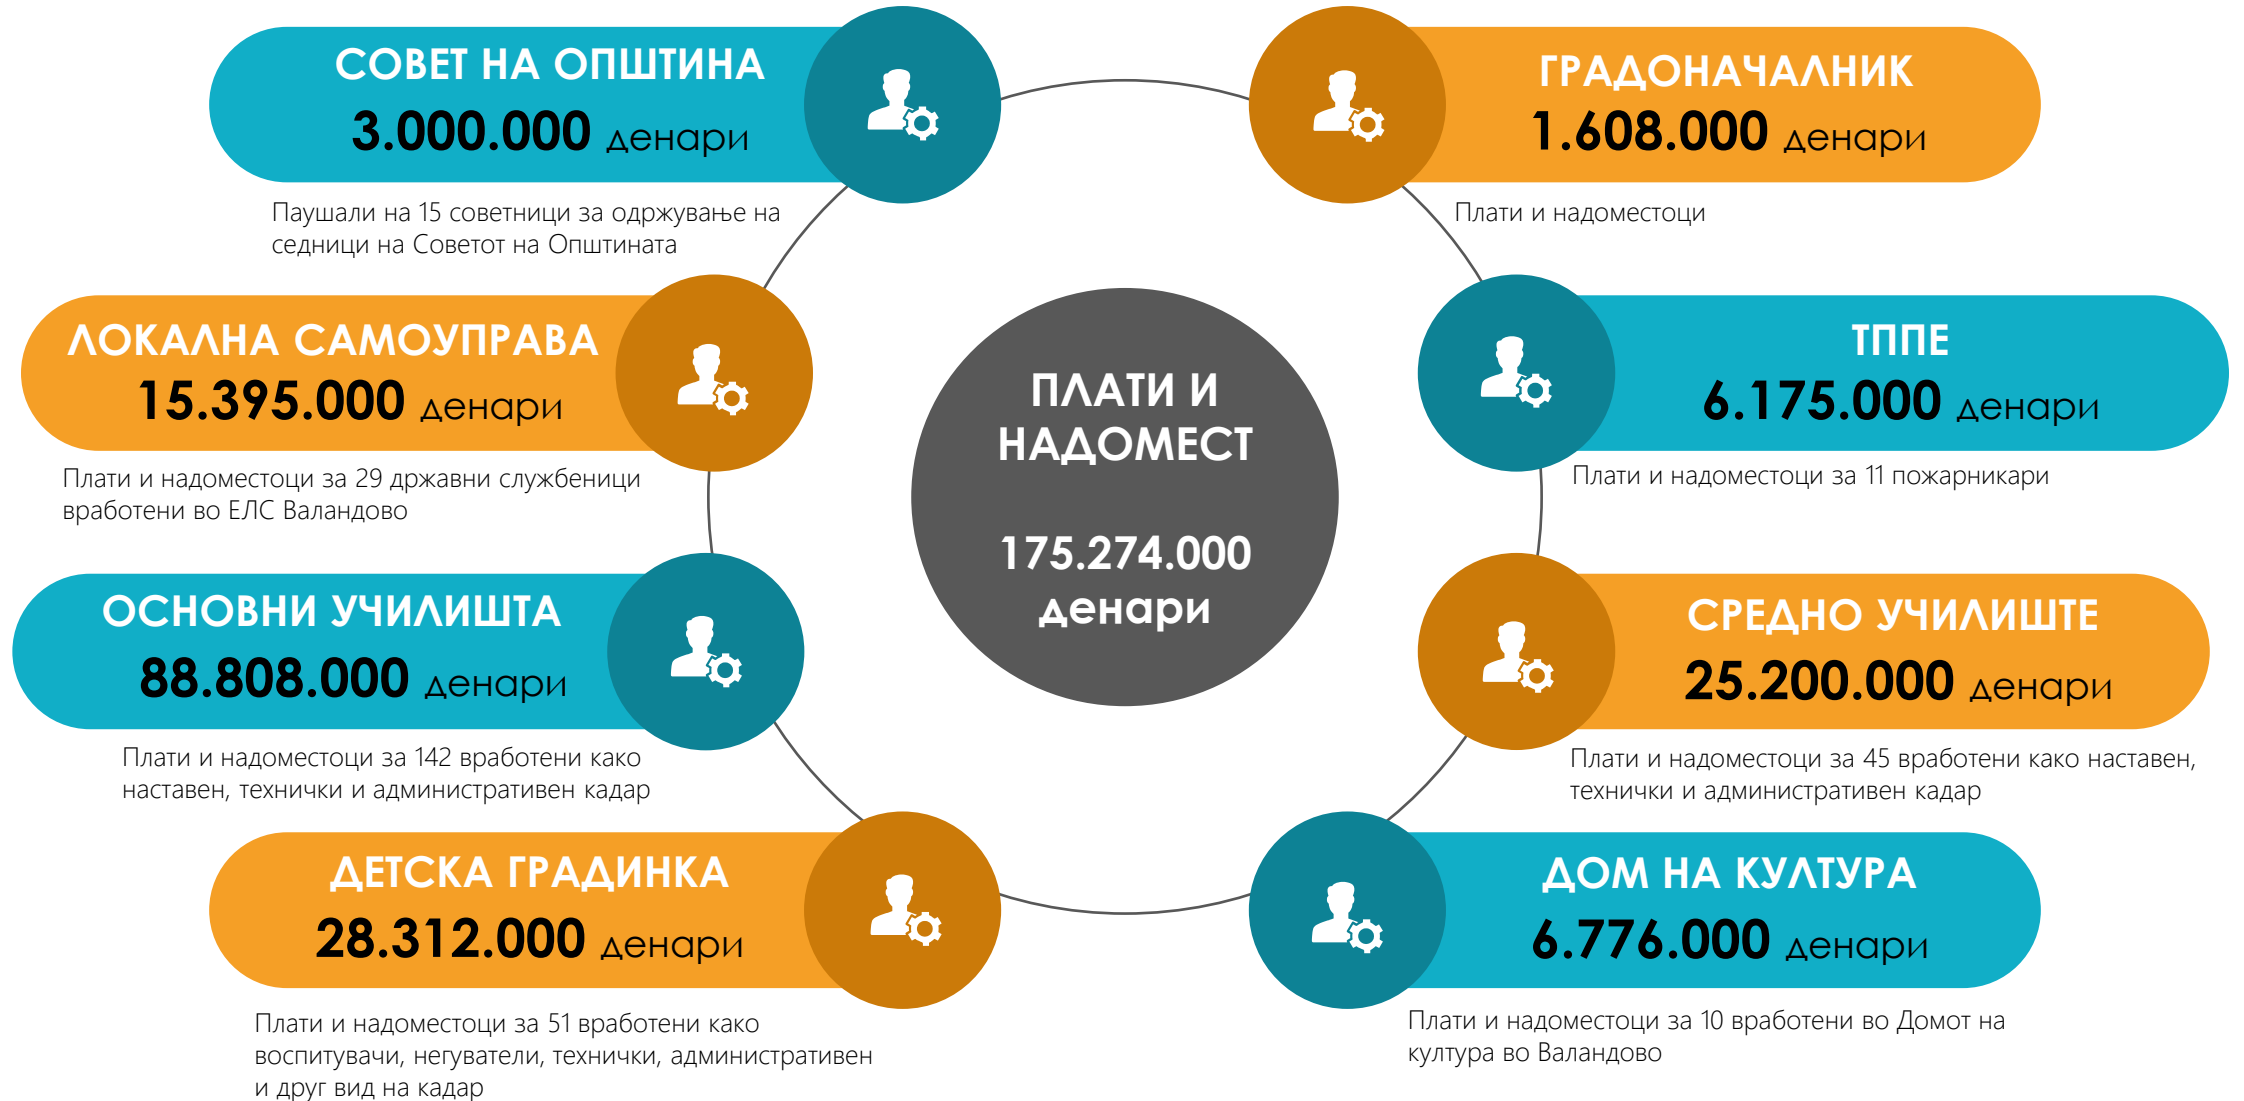 СОВЕТ НА ОПШТИНА
3.000.000 денари
Паушали на 15 советници за одржување на
седници на Советот на Општината
ЛОКАЛНА САМОУПРАВА
15.395.000 денари
Плати и надоместоци за 29 државни службеници
вработени во ЕЛС Валандово
ОСНОВНИ УЧИЛИШТА
88.808.000 денари
Плати и надоместоци за 142 вработени како
наставен, технички и административен кадар
ДЕТСКА ГРАДИНКА
28.312.000 денари
Плати и надоместоци за 51 вработени како
воспитувачи, негуватели, технички, административен
и друг вид на кадар
ПЛАТИ И
НАДОМЕСТ
175.274.000
денари
ГРАДОНАЧАЛНИК
1.608.000 денари
Плати и надоместоци
ТППЕ
6.175.000 денари
Плати и надоместоци за 11 пожарникари
СРЕДНО УЧИЛИШТЕ
25.200.000 денари
Плати и надоместоци за 45 вработени како наставен,
технички и административен кадар
ДОМ НА КУЛТУРА
6.776.000 денари
Плати и надоместоци за 10 вработени во Домот на
култура во Валандово